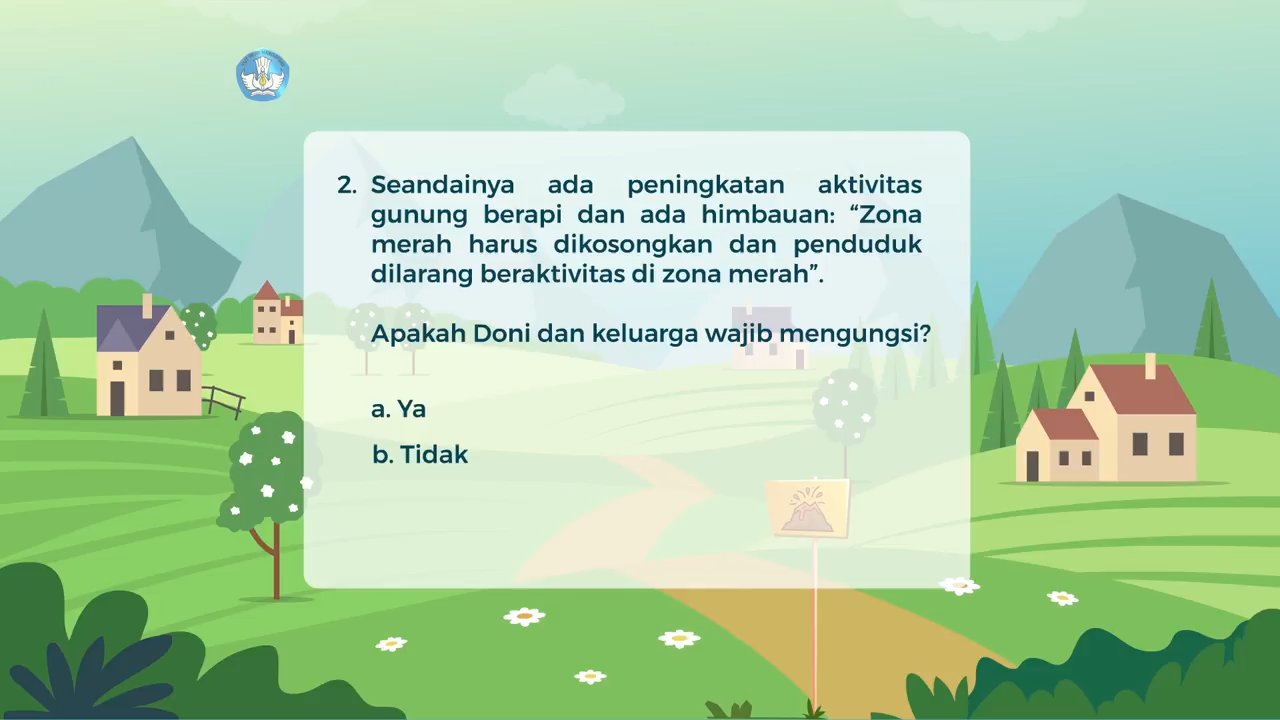 2. Seandainya ada peningkatan aktivitas
gunung berapi dan ada himbauan: “Zona
merah harus dikosongkan dan penduduk
dilarang beraktivitas di zona merah”.
Apakah Doni dan keluarga wajib mengungsi?
a. Ya
b. Tidak